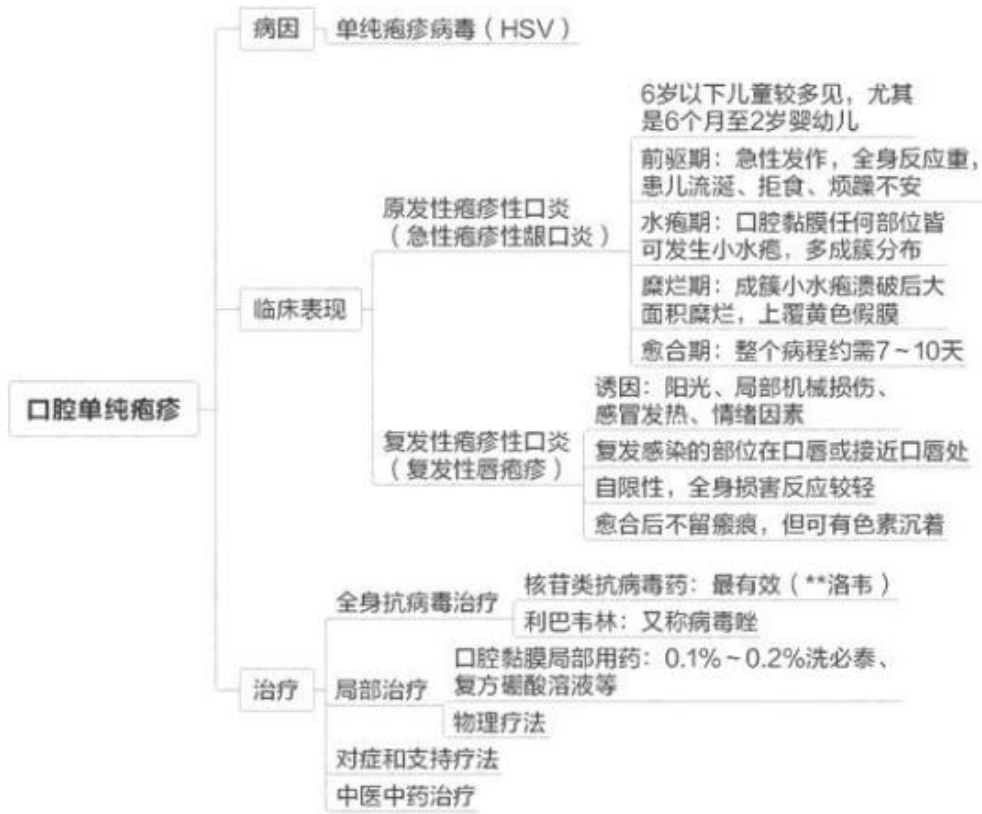 病因
单纯疱疹病毒（HSV）
6岁以下儿童较多见，尤其
是6个月至2岁婴幼儿
前驱期：急性发作，全身反应重，
患儿流涎、拒食、烦躁不安
原发性疱疹性口炎
（急性疱疹性龈口炎）
水疱期：口腔黏膜任何部位皆
可发生小水疱，多成簇分布
糜烂期：成簇小水疱溃破后大
面积糜烂，上覆黄色假膜
愈合期：整个病程约需7～10天
临床表现
口腔单纯疱疹
诱因：阳光、局部机械损伤、
感冒发热、情绪因素
复发性疱疹性口炎
（复发性唇疱疹）
复发感染的部位在口唇或接近口唇处
自限性，全身损害反应较轻
愈合后不留瘢痕，但可有色素沉着
全身抗病毒治疗
核苷类抗病毒药：最有效（**洛韦）
利巴韦林：又称病毒唑
治疗
局部治疗
口腔黏膜局部用药：0.1%～0.2%洗必泰、
复方硼酸溶液等
物理疗法
对症和支持疗法
中医中药治疗